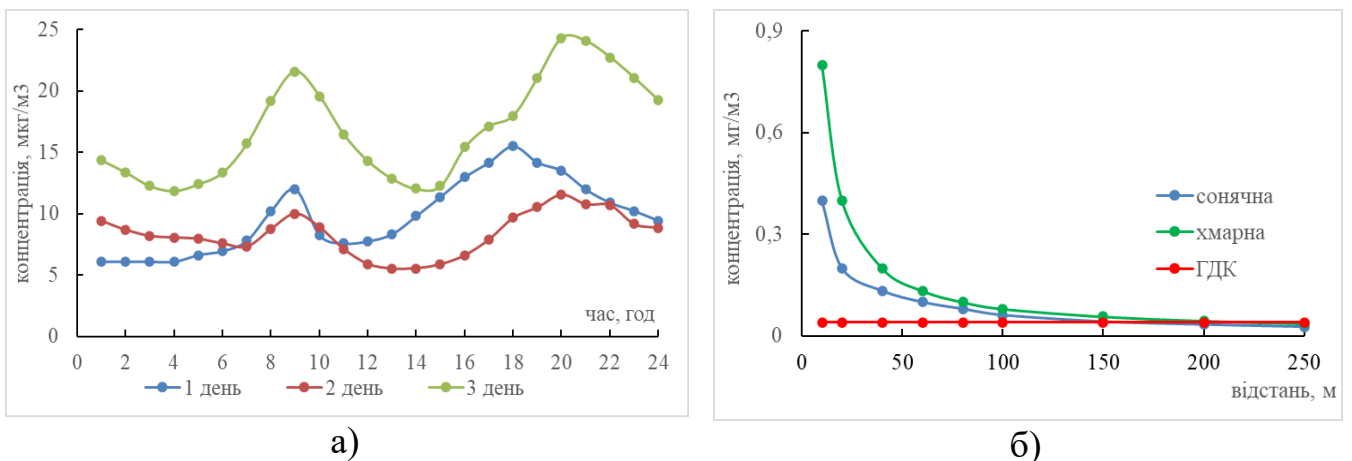 концентрація, мкг/м3
25
20
15
10
5
0
0 2 4 6 8 10 12 14 16 18 20 22 24
час, год
1 день 2 день 3 день
а)
концентрація, мг/м3
0,9
0,6
0,3
0
0 50 100 150 200 250
відстань, м
сонячна
хмарна
ГДК
б)